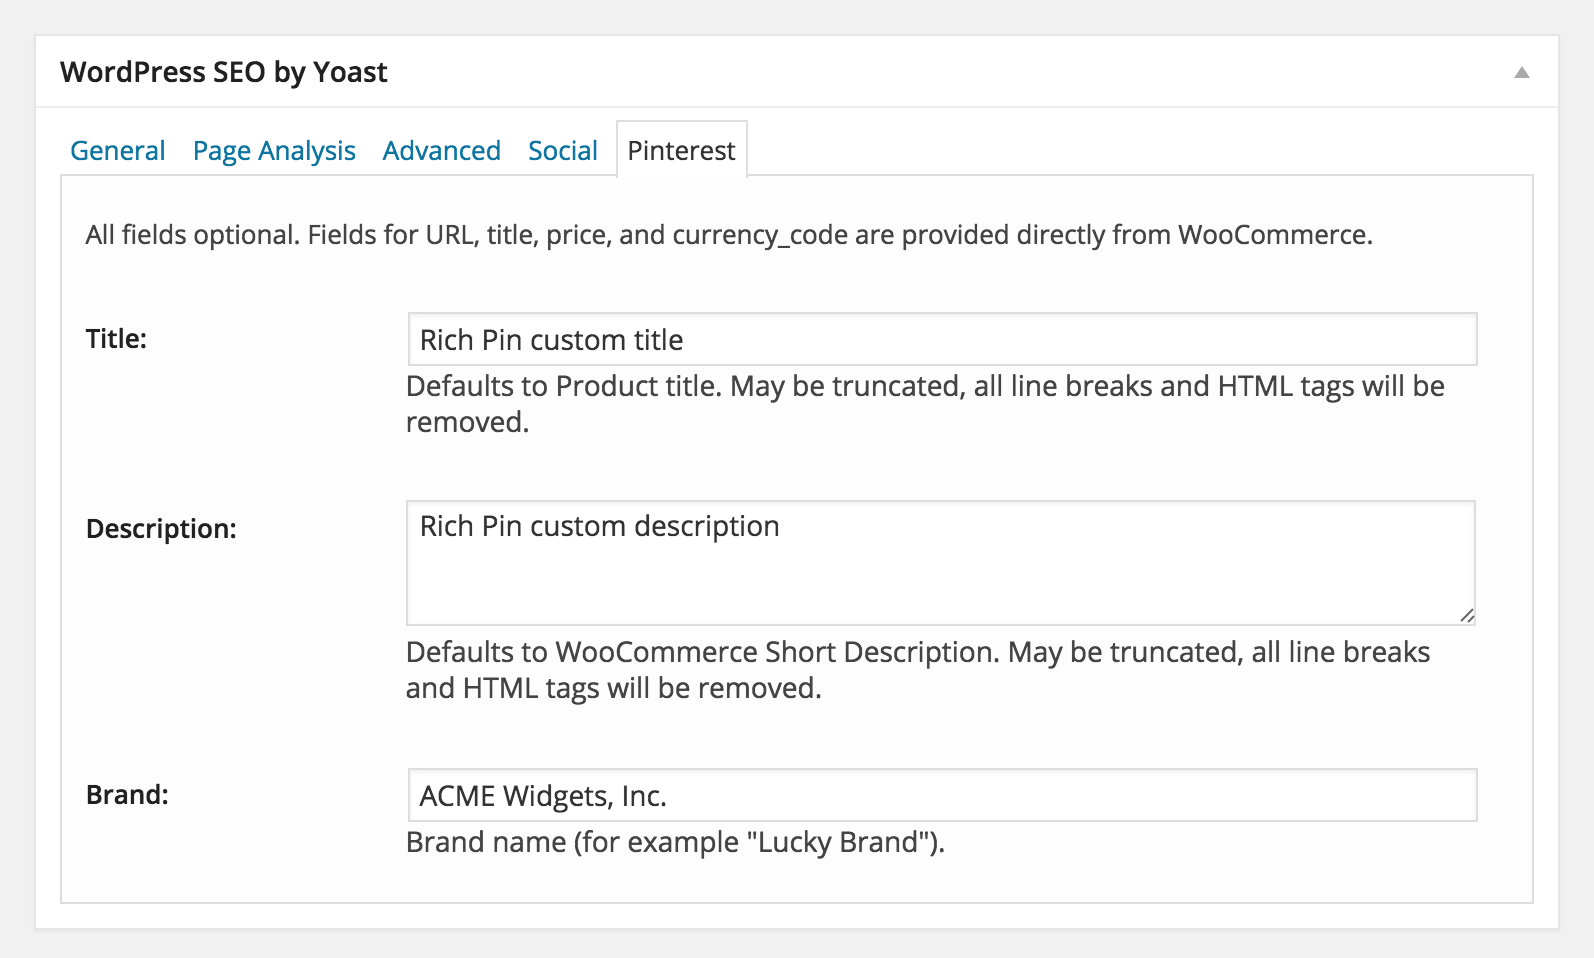 WordPress SEO by Yoast
General Page Analysis Advanced Social Pinterest
All fields optional. Fields for URL, title, price, and currency_code are provided directly from WooCommerce.
Title:
Rich Pin custom title
Defaults to Product title. May be truncated, all line breaks and HTML tags will be
removed.
Description:
Rich Pin custom description
Defaults to WooCommerce Short Description. May be truncated, all line breaks
and HTML tags will be removed.
Brand:
ACME Widgets, Inc.
Brand name (for example "Lucky Brand").